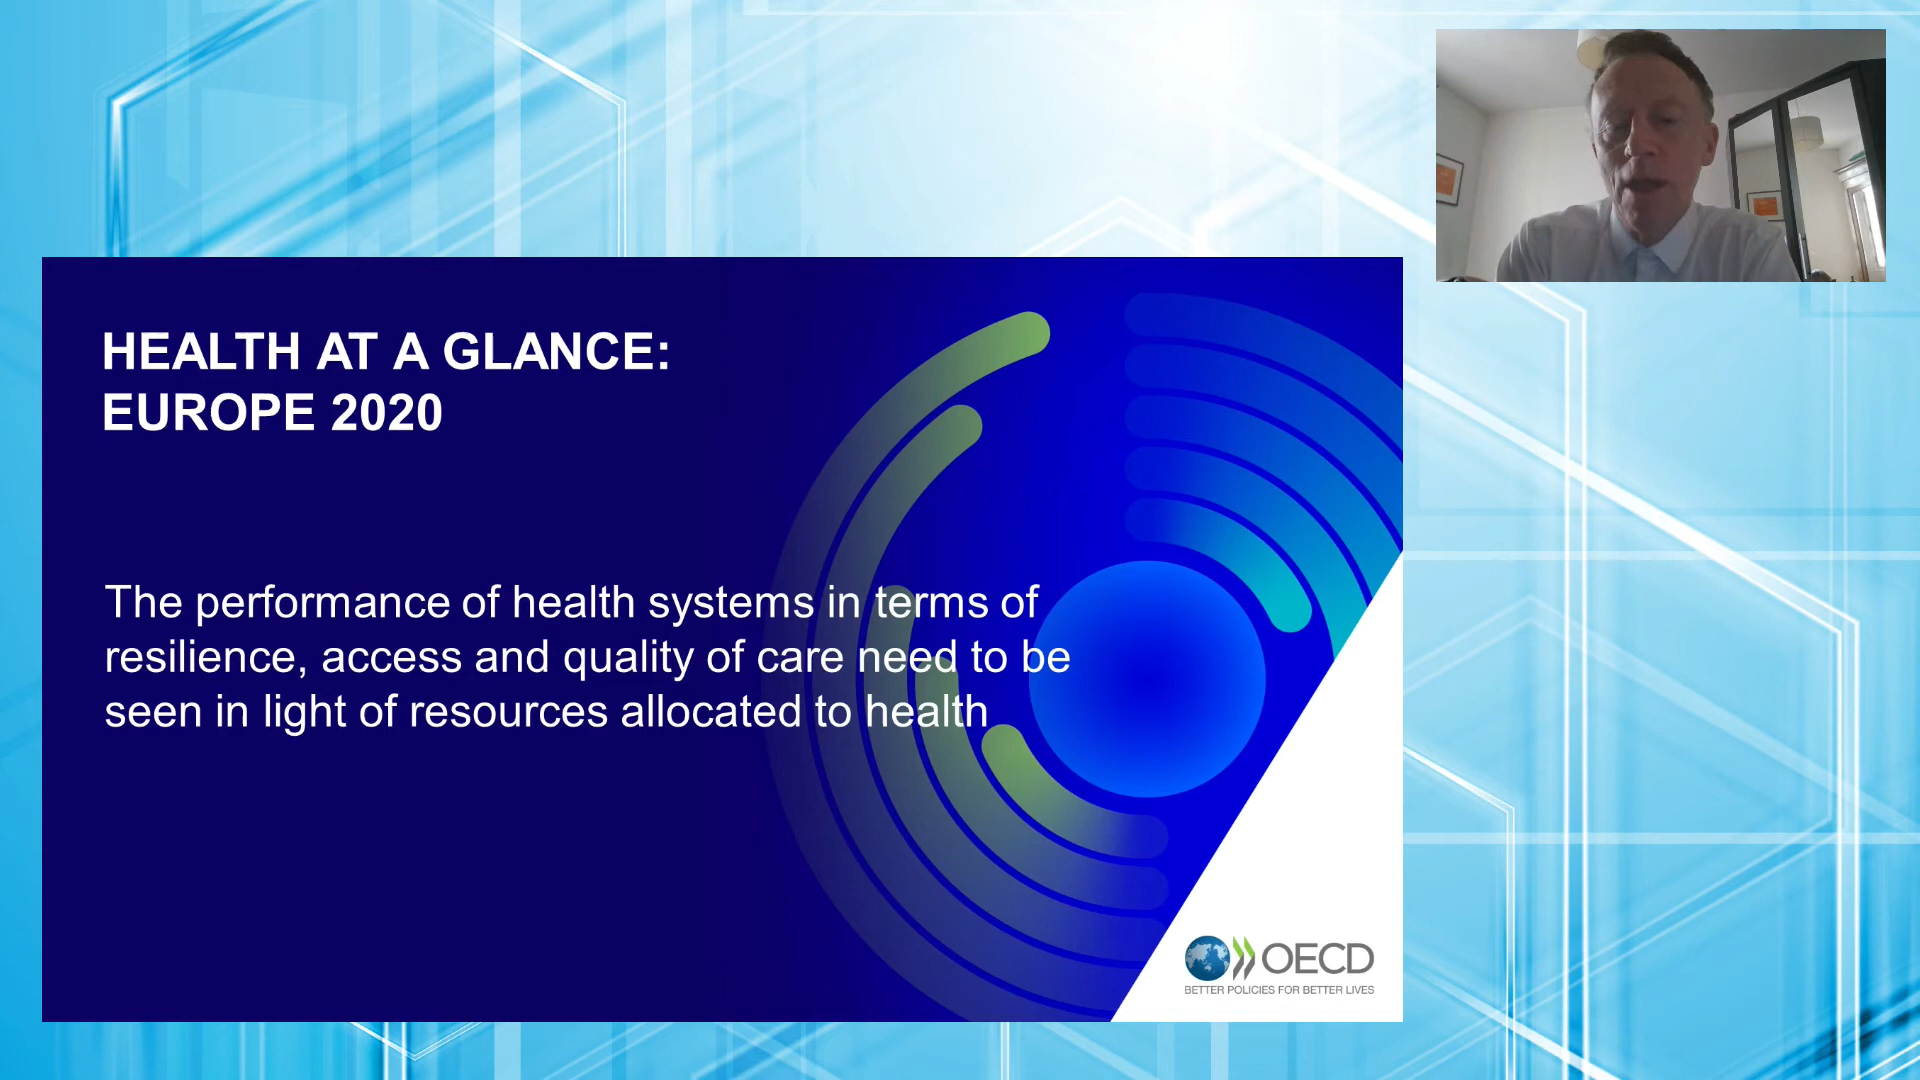 HEALTH AT A GLANCE:
EUROPE 2020
The performance of health systems in terms of
resilience, access and quality of care need to be
seen in light of resources allocated to health
OECD
BETTER POLICIES FOR BETTER LIVES